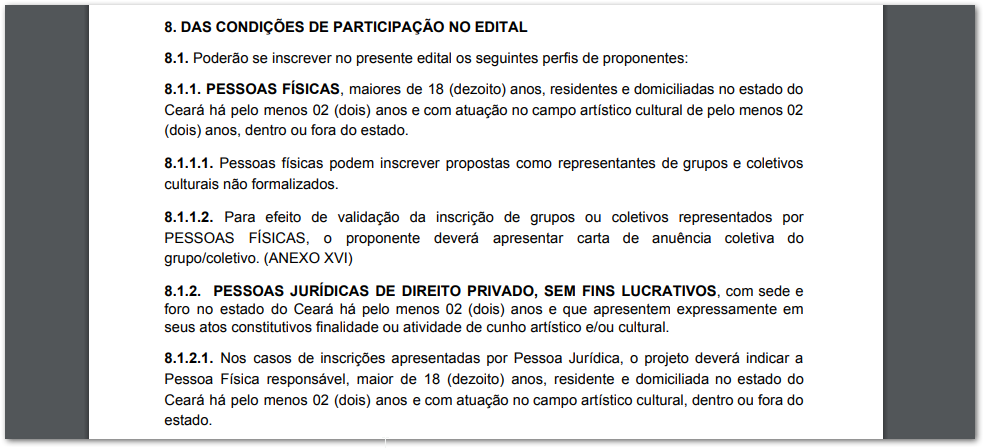 8. DAS CONDIÇÕES DE PARTICIPAÇÃO NO EDITAL
8.1. Poderão se inscrever no presente edital os seguintes perfis de proponentes:
8.1.1. PESSOAS FÍSICAS, maiores de 18 (dezoito) anos, residentes e domiciliadas no estado do
Ceará há pelo menos 02 (dois) anos e com atuação no campo artístico cultural de pelo menos 02
(dois) anos, dentro ou fora do estado.
8.1.1.1. Pessoas físicas podem inscrever propostas como representantes de grupos e coletivos
culturais não formalizados.
8.1.1.2. Para efeito de validação da inscrição de grupos ou coletivos representados por
PESSOAS FÍSICAS, o proponente deverá apresentar carta de anuência coletiva do
grupo/coletivo. (ANEXO XVI)
8.1.2. PESSOAS JURÍDICAS DE DIREITO PRIVADO, SEM FINS LUCRATIVOS, com sede e
foro no estado do Ceará há pelo menos 02 (dois) anos e que apresentem expressamente em
seus atos constitutivos finalidade ou atividade de cunho artístico e/ou cultural.
8.1.2.1. Nos casos de inscrições apresentadas por Pessoa Jurídica, o projeto deverá indicar a
Pessoa Física responsável, maior de 18 (dezoito) anos, residente e domiciliada no estado do
Ceará há pelo menos 02 (dois) anos e com atuação no campo artístico cultural, dentro ou fora do
estado.